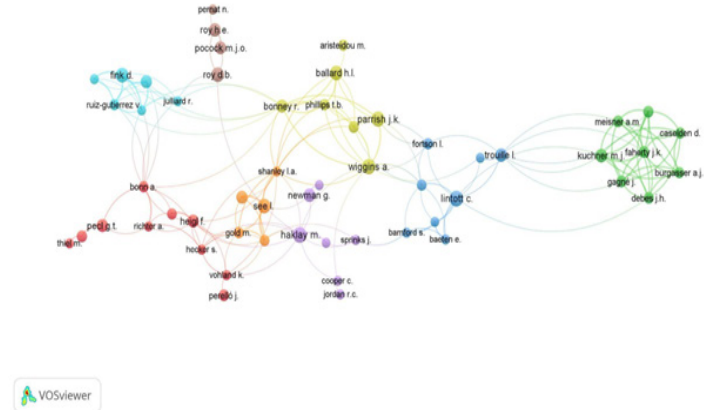 pernat n.
roy h.e.
pocock m.j.o.
roy d.b.
aristeidou m.
ballard h.l.
fink d.
ruiz-gutierrez v.
julliard r.
bonney r.
phillips t.b.
parrish j.k.
wiggins a.
shanley l.a.
newman g.
see l.
gold m.
haklay m.
sprinks j.
cooper c.
jordan r.c.
bonn a.
pecl g.t.
thiel m.
richter a.
heigl f.
hecker s.
vohland k.
perelló j.
fortson l.
trouille l.
lintott c.
bamford s.
baeten e.
meisner a.m.
caselden d.
kuchner m.j.
faherty j.k.
gagne j.
burgasser a.j.
debes j.h.
VOSviewer